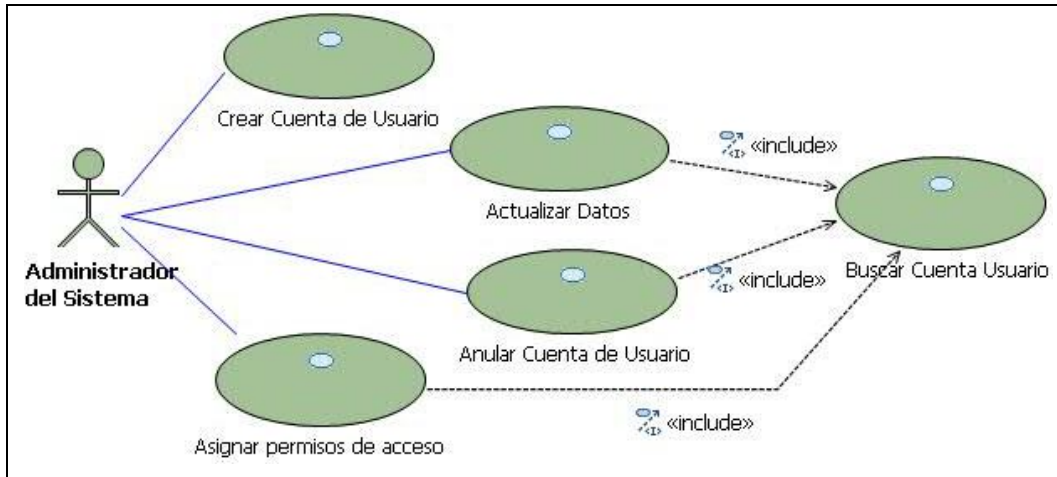 Crear Cuenta de Usuario
«include»
Actualizar Datos
Administrador
del Sistema
«include»
Buscar Cuenta Usuario
Anular Cuenta de Usuario
«include»
Asignar permisos de acceso